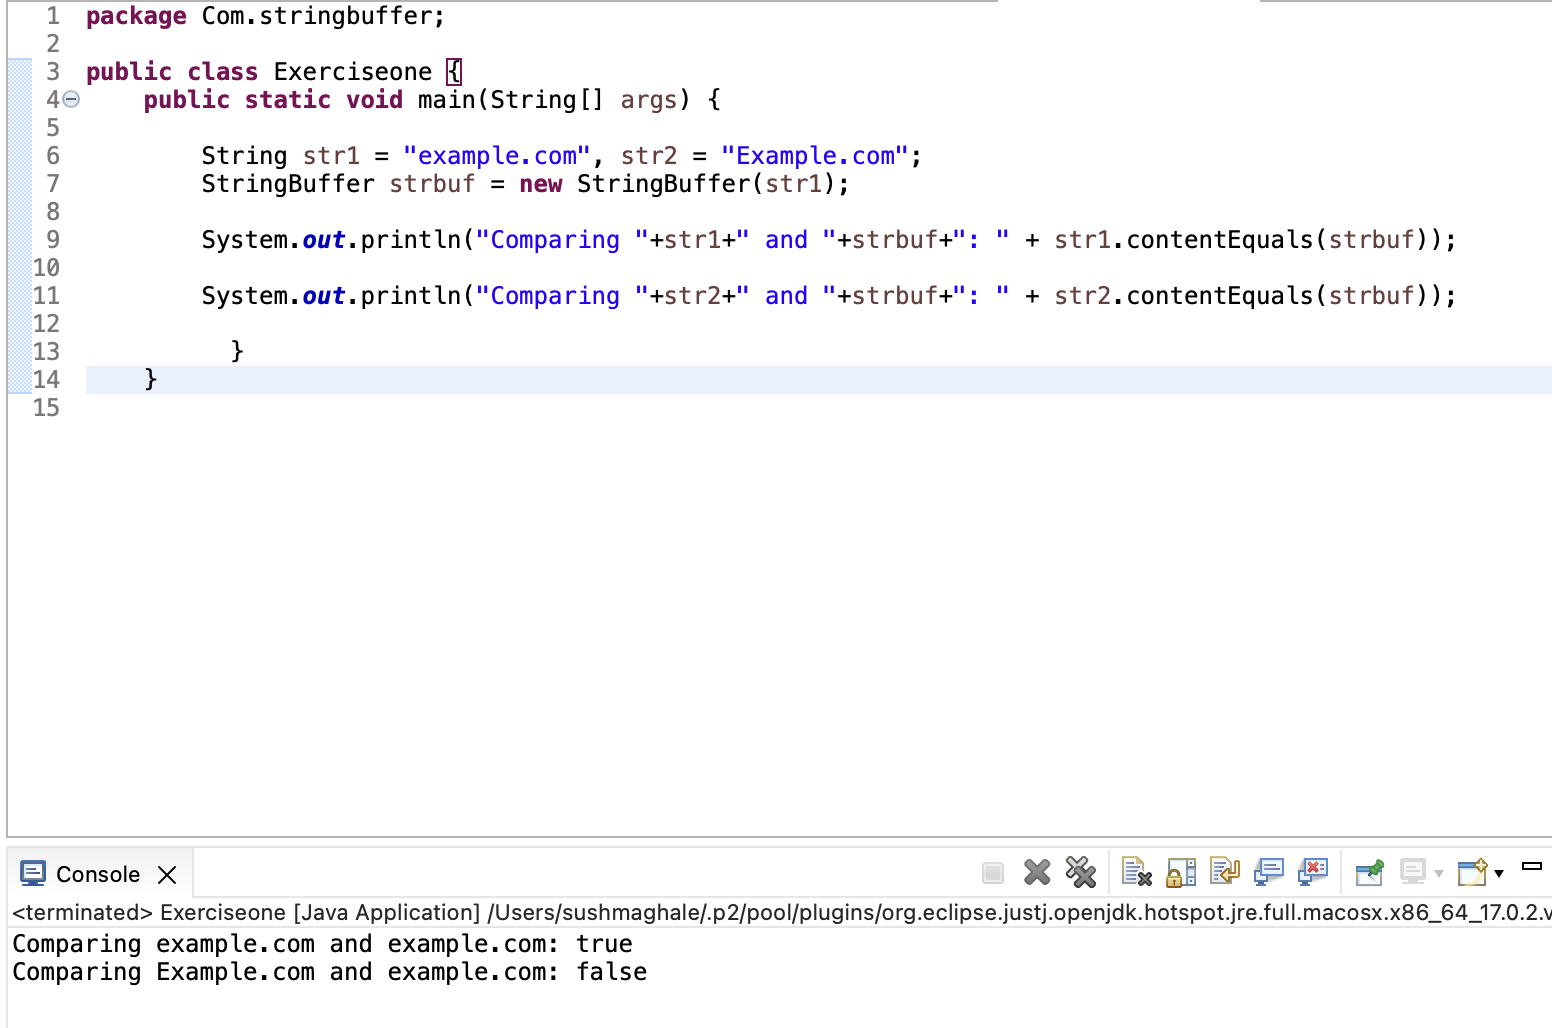 1 package Com.stringbuffer;
2
3 public class Exerciseone {
4 public static void main(String[] args) {
5
6 String str1 = "example.com", str2 = "Example.com";
7 StringBuffer strbuf = new StringBuffer(str1);
8
9 System.out.println("Comparing "+str1+" and "+strbuf+": " + str1.contentEquals(strbuf));
10
11 System.out.println("Comparing "+str2+" and "+strbuf+": " + str2.contentEquals(strbuf));
12
13 }
14 }
15
Console
<terminated> Exerciseone [Java Application] /Users/sushmaghale/.p2/pool/plugins/org.eclipse.justj.openjdk.hotspot.jre.full.macosx.x86_64_17.0.2.v
Comparing example.com and example.com: true
Comparing Example.com and example.com: false